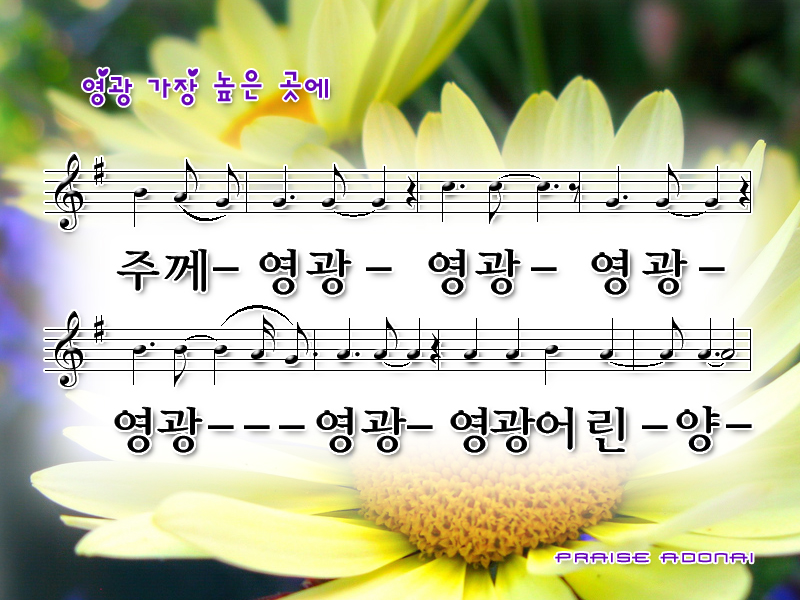 영광 가장 높은 곳에
주께- 영광 - 영광 - 영광 -
영광- - - 영광- 영광어린 -양-
PRAISE ADONAI